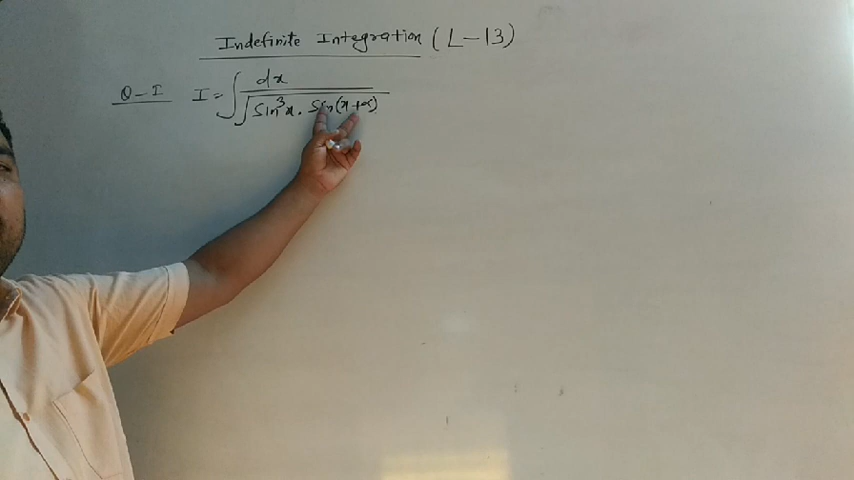 Indefinite Integration (L-13)
Q-I I = ∫ dx / √(sin³x . sin(x+α))